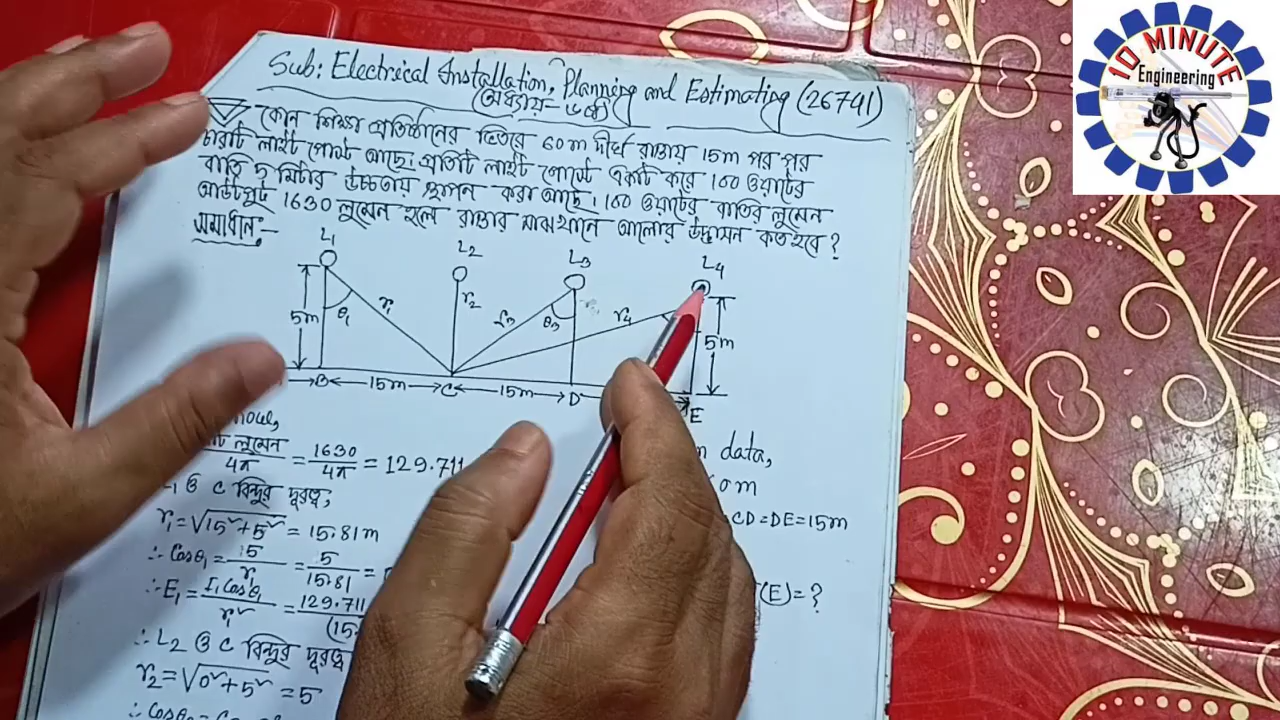 10 MINUTE
Engineering
Sub: Electrical Installation, Planning and Estimating (26741)
(অধ্যায়-৬ষ্ঠ)
কোন শিক্ষা প্রতিষ্ঠানের ভিতরে 60m দীর্ঘ রাস্তায় 15m পর পর
চারটি লাইট পোস্ট আছে। প্রতিটি লাইট পোস্টে একটি করে 100 ওয়াটের
বাতি 5 মিটার উচ্চতায় স্থাপন করা আছে। 100 ওয়াটের বাতির লুমেন
আউটপুট 1630 লুমেন হলে রাস্তার মাঝখানে আলোর উদ্ভাসন কত হবে?
সমাধান:-
L₁ L₂ L₃ L₄
5m θ₁ r₁ r₂ r₃ θ₃ r₄ 5m
B 15m C 15m D E
লুমেন/4π = 1630/4π = 129.711
data,
0m
CD=DE=15m
(E)=?
ও C বিন্দুর দূরত্ব,
r₁=√15²+5² = 15.81m
∴ Cosθ₁ = 15/r₁ = 5/15.81 =
∴ E₁ = I₁Cosθ₁/r₁² = 129.711/(15.
∴ L₂ ও C বিন্দুর দূরত্ব
r₂=√0²+5² = 5